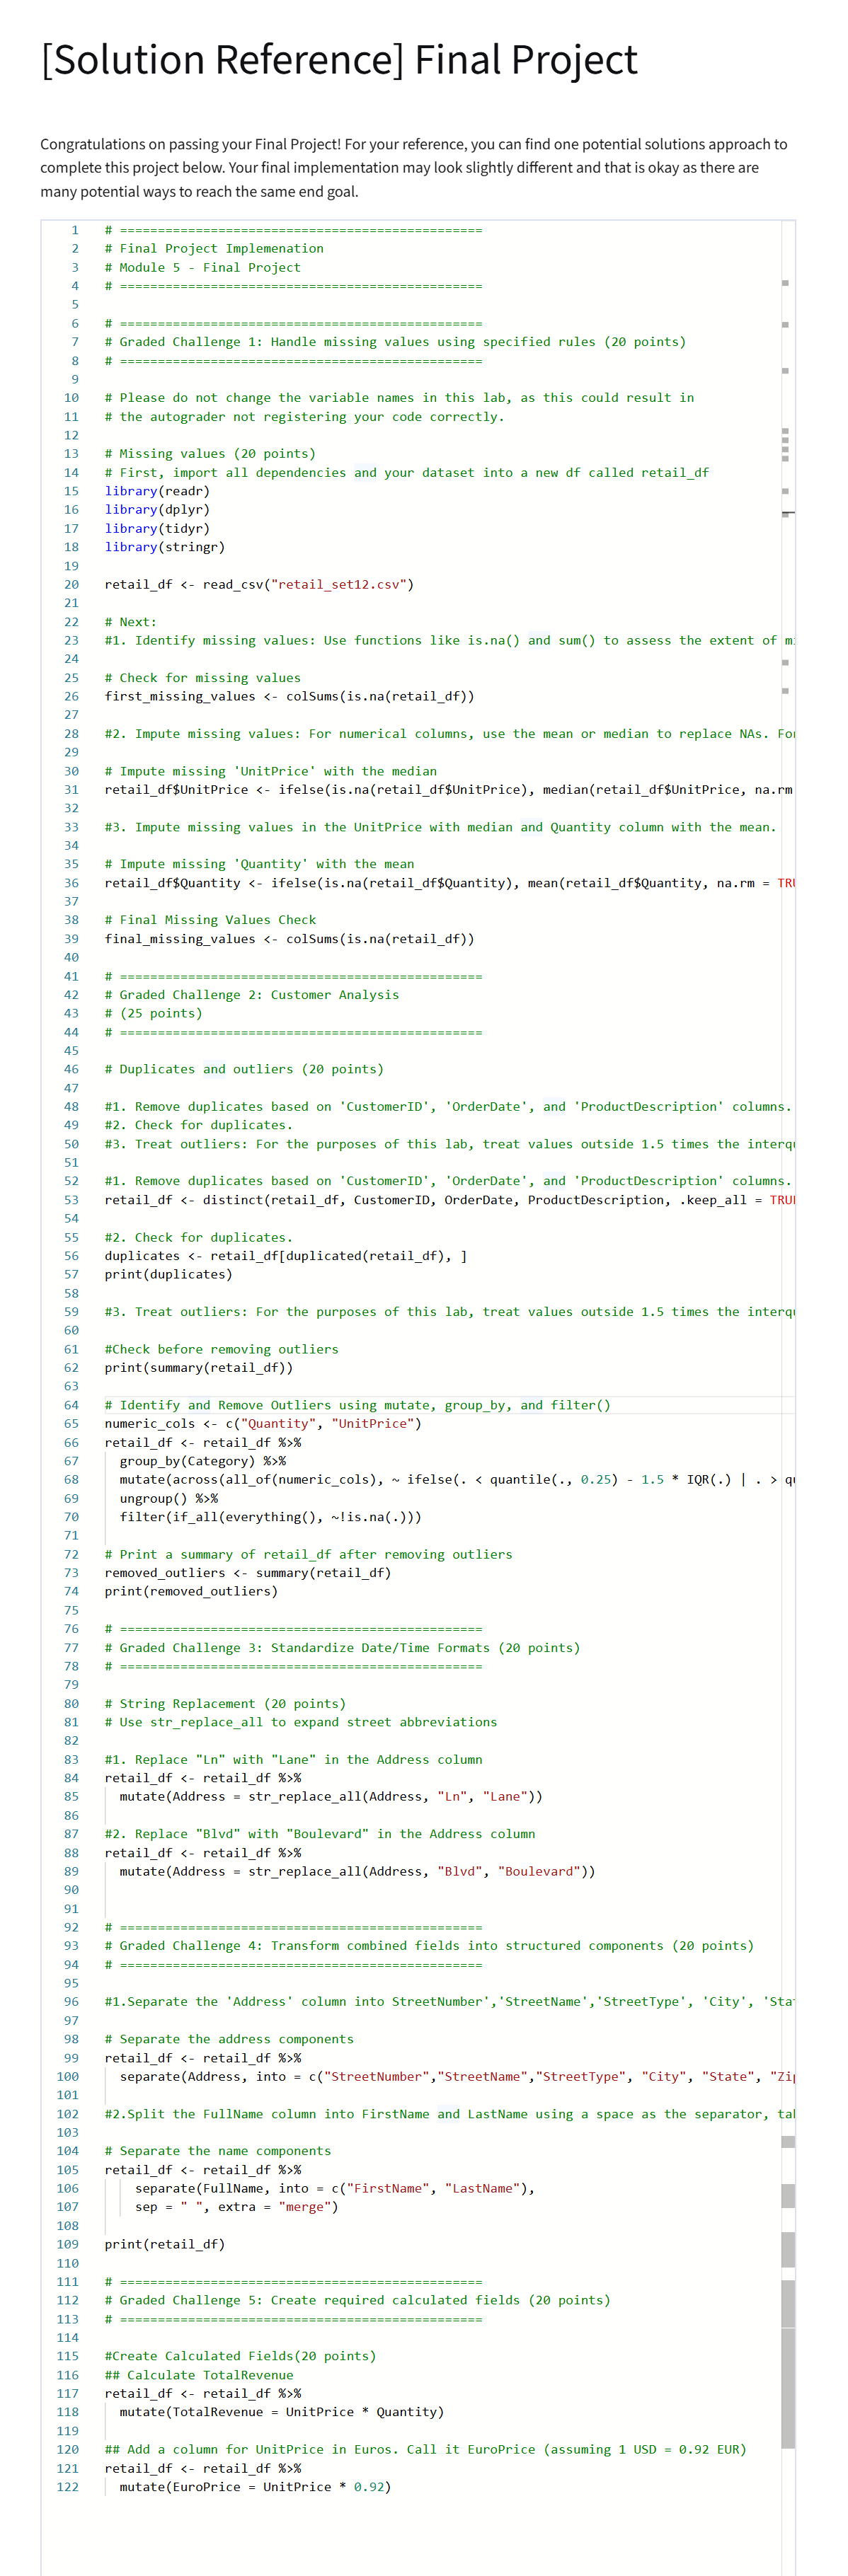 [Solution Reference] Final Project
Congratulations on passing your Final Project! For your reference, you can find one potential solutions approach to
complete this project below. Your final implementation may look slightly different and that is okay as there are
many potential ways to reach the same end goal.
1 # ================================================
2 # Final Project Implemenation
3 # Module 5 - Final Project
4 # ================================================
5
6 # ================================================
7 # Graded Challenge 1: Handle missing values using specified rules (20 points)
8 # ================================================
9
10 # Please do not change the variable names in this lab, as this could result in
11 # the autograder not registering your code correctly.
12
13 # Missing values (20 points)
14 # First, import all dependencies and your dataset into a new df called retail_df
15 library(readr)
16 library(dplyr)
17 library(tidyr)
18 library(stringr)
19
20 retail_df <- read_csv("retail_set12.csv")
21
22 # Next:
23 #1. Identify missing values: Use functions like is.na() and sum() to assess the extent of m
24
25 # Check for missing values
26 first_missing_values <- colSums(is.na(retail_df))
27
28 #2. Impute missing values: For numerical columns, use the mean or median to replace NAs. For
29
30 # Impute missing 'UnitPrice' with the median
31 retail_df$UnitPrice <- ifelse(is.na(retail_df$UnitPrice), median(retail_df$UnitPrice, na.rm
32
33 #3. Impute missing values in the UnitPrice with median and Quantity column with the mean.
34
35 # Impute missing 'Quantity' with the mean
36 retail_df$Quantity <- ifelse(is.na(retail_df$Quantity), mean(retail_df$Quantity, na.rm = TRU
37
38 # Final Missing Values Check
39 final_missing_values <- colSums(is.na(retail_df))
40
41 # ================================================
42 # Graded Challenge 2: Customer Analysis
43 # (25 points)
44 # ================================================
45
46 # Duplicates and outliers (20 points)
47
48 #1. Remove duplicates based on 'CustomerID', 'OrderDate', and 'ProductDescription' columns.
49 #2. Check for duplicates.
50 #3. Treat outliers: For the purposes of this lab, treat values outside 1.5 times the interqu
51
52 #1. Remove duplicates based on 'CustomerID', 'OrderDate', and 'ProductDescription' columns.
53 retail_df <- distinct(retail_df, CustomerID, OrderDate, ProductDescription, .keep_all = TRUE
54
55 #2. Check for duplicates.
56 duplicates <- retail_df[duplicated(retail_df), ]
57 print(duplicates)
58
59 #3. Treat outliers: For the purposes of this lab, treat values outside 1.5 times the interqu
60
61 #Check before removing outliers
62 print(summary(retail_df))
63
64 # Identify and Remove Outliers using mutate, group_by, and filter()
65 numeric_cols <- c("Quantity", "UnitPrice")
66 retail_df <- retail_df %>%
67   group_by(Category) %>%
68   mutate(across(all_of(numeric_cols), ~ ifelse(. < quantile(., 0.25) - 1.5 * IQR(.) | . > qu
69   ungroup() %>%
70   filter(if_all(everything(), ~!is.na(.)))
71
72 # Print a summary of retail_df after removing outliers
73 removed_outliers <- summary(retail_df)
74 print(removed_outliers)
75
76 # ================================================
77 # Graded Challenge 3: Standardize Date/Time Formats (20 points)
78 # ================================================
79
80 # String Replacement (20 points)
81 # Use str_replace_all to expand street abbreviations
82
83 #1. Replace "Ln" with "Lane" in the Address column
84 retail_df <- retail_df %>%
85   mutate(Address = str_replace_all(Address, "Ln", "Lane"))
86
87 #2. Replace "Blvd" with "Boulevard" in the Address column
88 retail_df <- retail_df %>%
89   mutate(Address = str_replace_all(Address, "Blvd", "Boulevard"))
90
91
92 # ================================================
93 # Graded Challenge 4: Transform combined fields into structured components (20 points)
94 # ================================================
95
96 #1.Separate the 'Address' column into StreetNumber','StreetName','StreetType', 'City', 'Stat
97
98 # Separate the address components
99 retail_df <- retail_df %>%
100   separate(Address, into = c("StreetNumber","StreetName","StreetType", "City", "State", "Zip
101
102 #2.Split the FullName column into FirstName and LastName using a space as the separator, tak
103
104 # Separate the name components
105 retail_df <- retail_df %>%
106     separate(FullName, into = c("FirstName", "LastName"),
107     sep = " ", extra = "merge")
108
109 print(retail_df)
110
111 # ================================================
112 # Graded Challenge 5: Create required calculated fields (20 points)
113 # ================================================
114
115 #Create Calculated Fields(20 points)
116 ## Calculate TotalRevenue
117 retail_df <- retail_df %>%
118   mutate(TotalRevenue = UnitPrice * Quantity)
119
120 ## Add a column for UnitPrice in Euros. Call it EuroPrice (assuming 1 USD = 0.92 EUR)
121 retail_df <- retail_df %>%
122   mutate(EuroPrice = UnitPrice * 0.92)